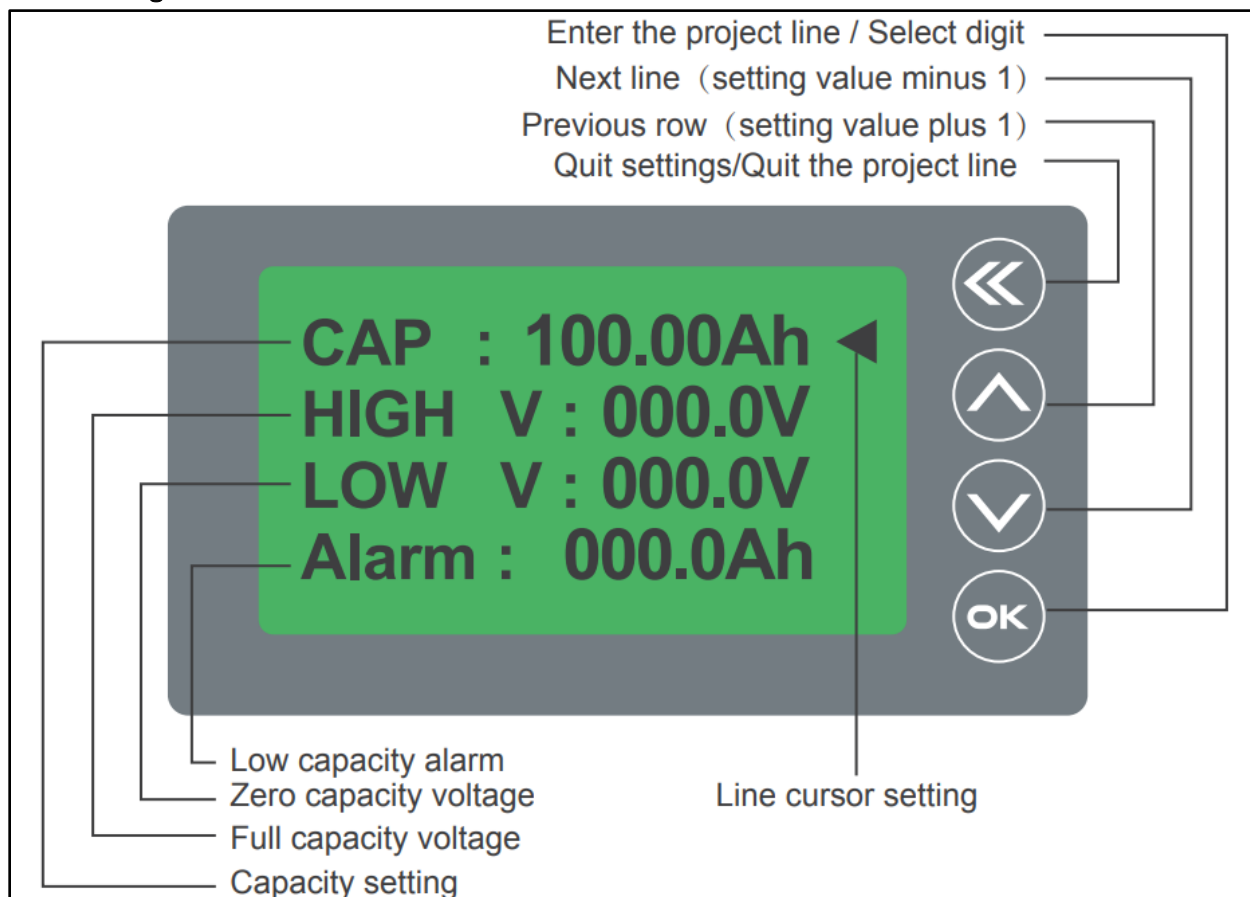 Enter the project line / Select digit
Next line（setting value minus 1）
Previous row（setting value plus 1）
Quit settings/Quit the project line
CAP : 100.00Ah
HIGH V : 000.0V
LOW V : 000.0V
Alarm : 000.0Ah
OK
Low capacity alarm
Zero capacity voltage
Line cursor setting
Full capacity voltage
Capacity setting